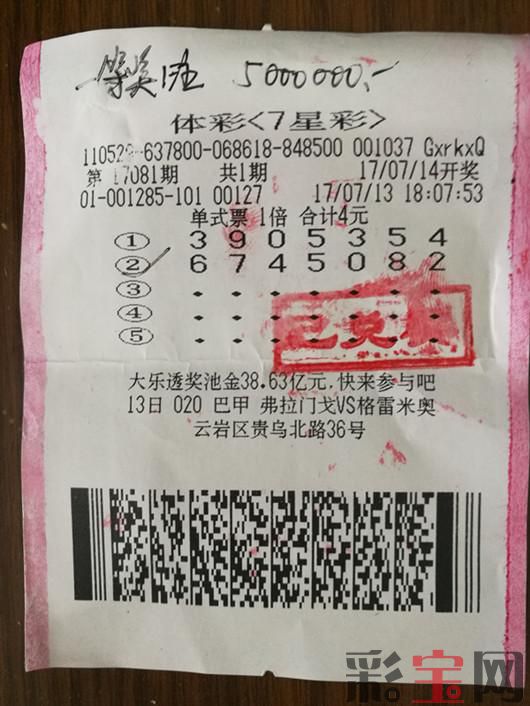 一等奖1注 5000000.-
体彩<7星彩>
110529-637800-068618-848500 001037 GxrkxQ
第 17081期 共1期 17/07/14开奖
01-001285-101 00127 17/07/13 18:07:53
单式票 1倍 合计4元
① 3 9 0 5 3 5 4
② 6 7 4 5 0 8 2
③ • • • • • • •
④ • • • • • • •
⑤ • • • • • • •
已兑奖
大乐透奖池金38.63亿元,快来参与吧
13日 020 巴甲 弗拉门戈VS格雷米奥
云岩区贵乌北路36号
彩宝网